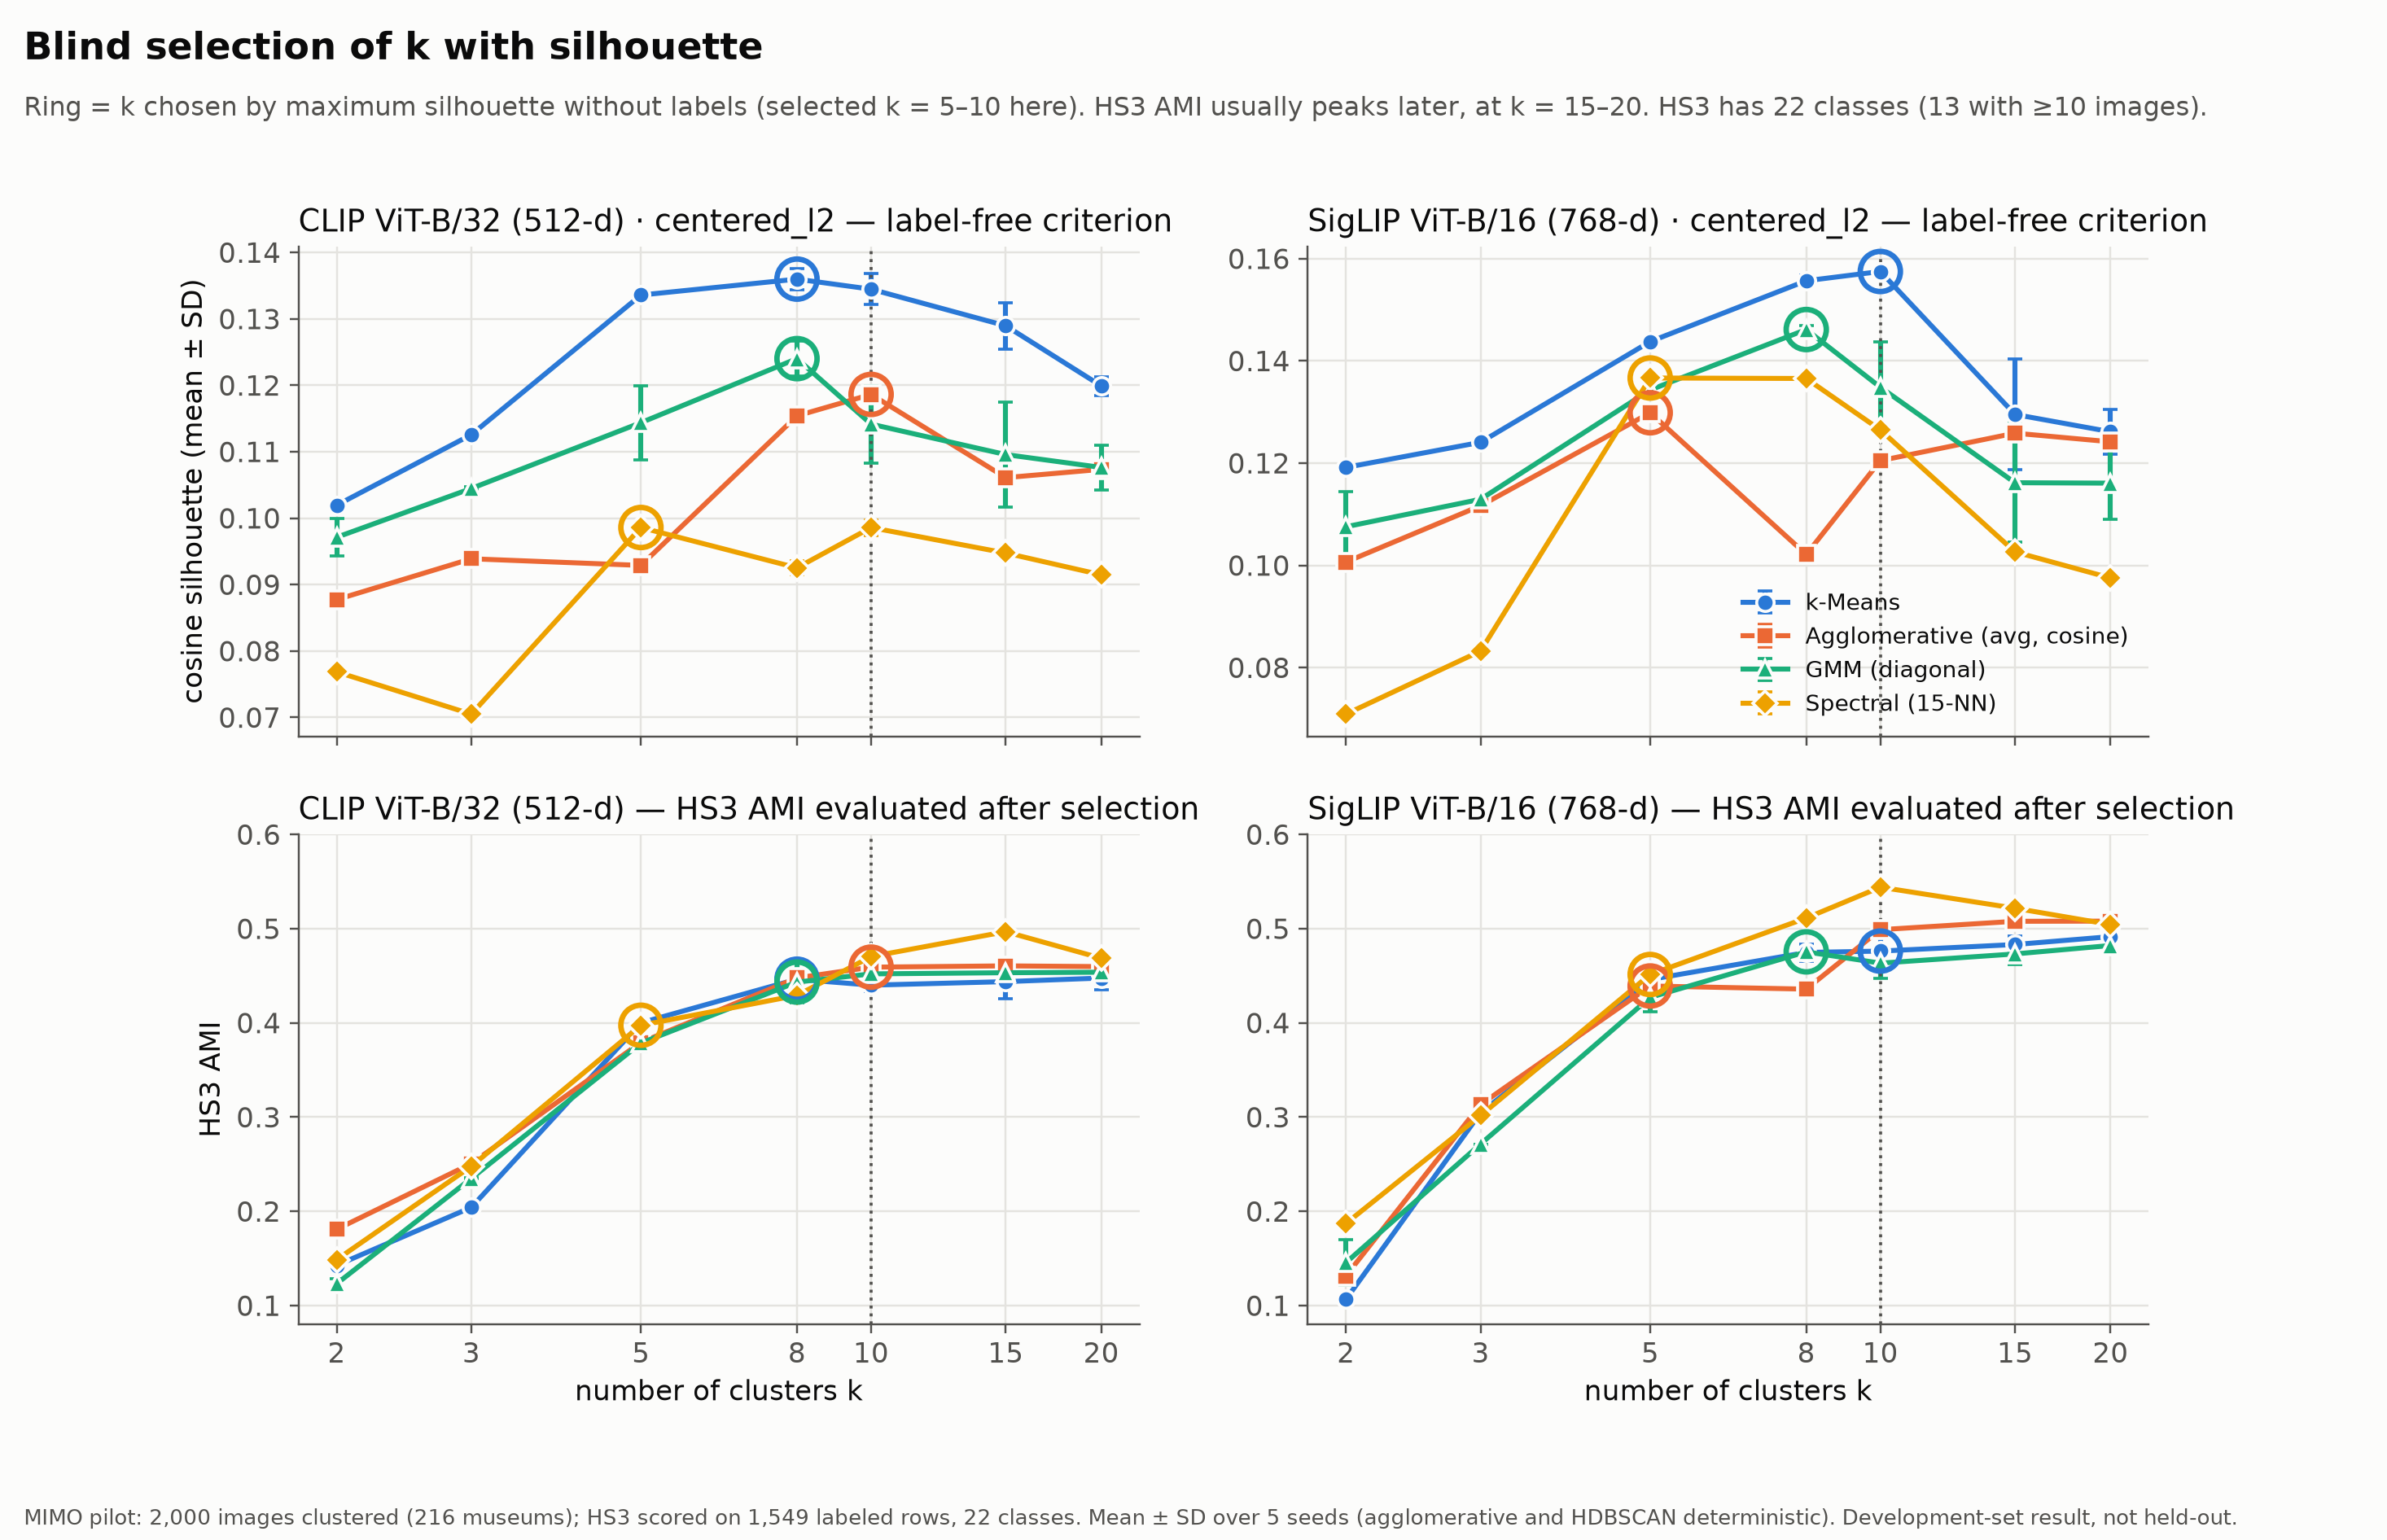 Blind selection of k with silhouette
Ring = k chosen by maximum silhouette without labels (selected k = 5–10 here). HS3 AMI usually peaks later, at k = 15–20. HS3 has 22 classes (13 with ≥10 images).
CLIP ViT-B/32 (512-d) · centered_l2 — label-free criterion
cosine silhouette (mean ± SD)
0.14
0.13
0.12
0.11
0.10
0.09
0.08
0.07
SigLIP ViT-B/16 (768-d) · centered_l2 — label-free criterion
0.16
0.14
0.12
0.10
0.08
k-Means
Agglomerative (avg, cosine)
GMM (diagonal)
Spectral (15-NN)
CLIP ViT-B/32 (512-d) — HS3 AMI evaluated after selection
HS3 AMI
0.6
0.5
0.4
0.3
0.2
0.1
2 3 5 8 10 15 20
number of clusters k
SigLIP ViT-B/16 (768-d) — HS3 AMI evaluated after selection
0.6
0.5
0.4
0.3
0.2
0.1
2 3 5 8 10 15 20
number of clusters k
MIMO pilot: 2,000 images clustered (216 museums); HS3 scored on 1,549 labeled rows, 22 classes. Mean ± SD over 5 seeds (agglomerative and HDBSCAN deterministic). Development-set result, not held-out.